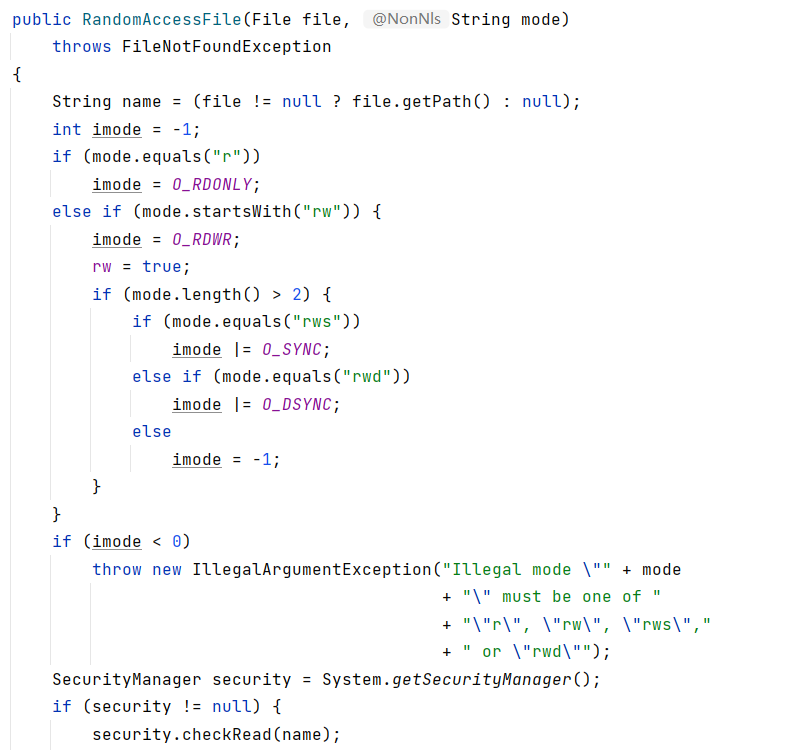 public RandomAccessFile(File file, @NonNls String mode)
    throws FileNotFoundException
{
    String name = (file != null ? file.getPath() : null);
    int imode = -1;
    if (mode.equals("r"))
        imode = O_RDONLY;
    else if (mode.startsWith("rw")) {
        imode = O_RDWR;
        rw = true;
        if (mode.length() > 2) {
            if (mode.equals("rws"))
                imode |= O_SYNC;
            else if (mode.equals("rwd"))
                imode |= O_DSYNC;
            else
                imode = -1;
        }
    }
    if (imode < 0)
        throw new IllegalArgumentException("Illegal mode \"" + mode
                                           + "\" must be one of "
                                           + "\"r\", \"rw\", \"rws\","
                                           + " or \"rwd\"");
    SecurityManager security = System.getSecurityManager();
    if (security != null) {
        security.checkRead(name);